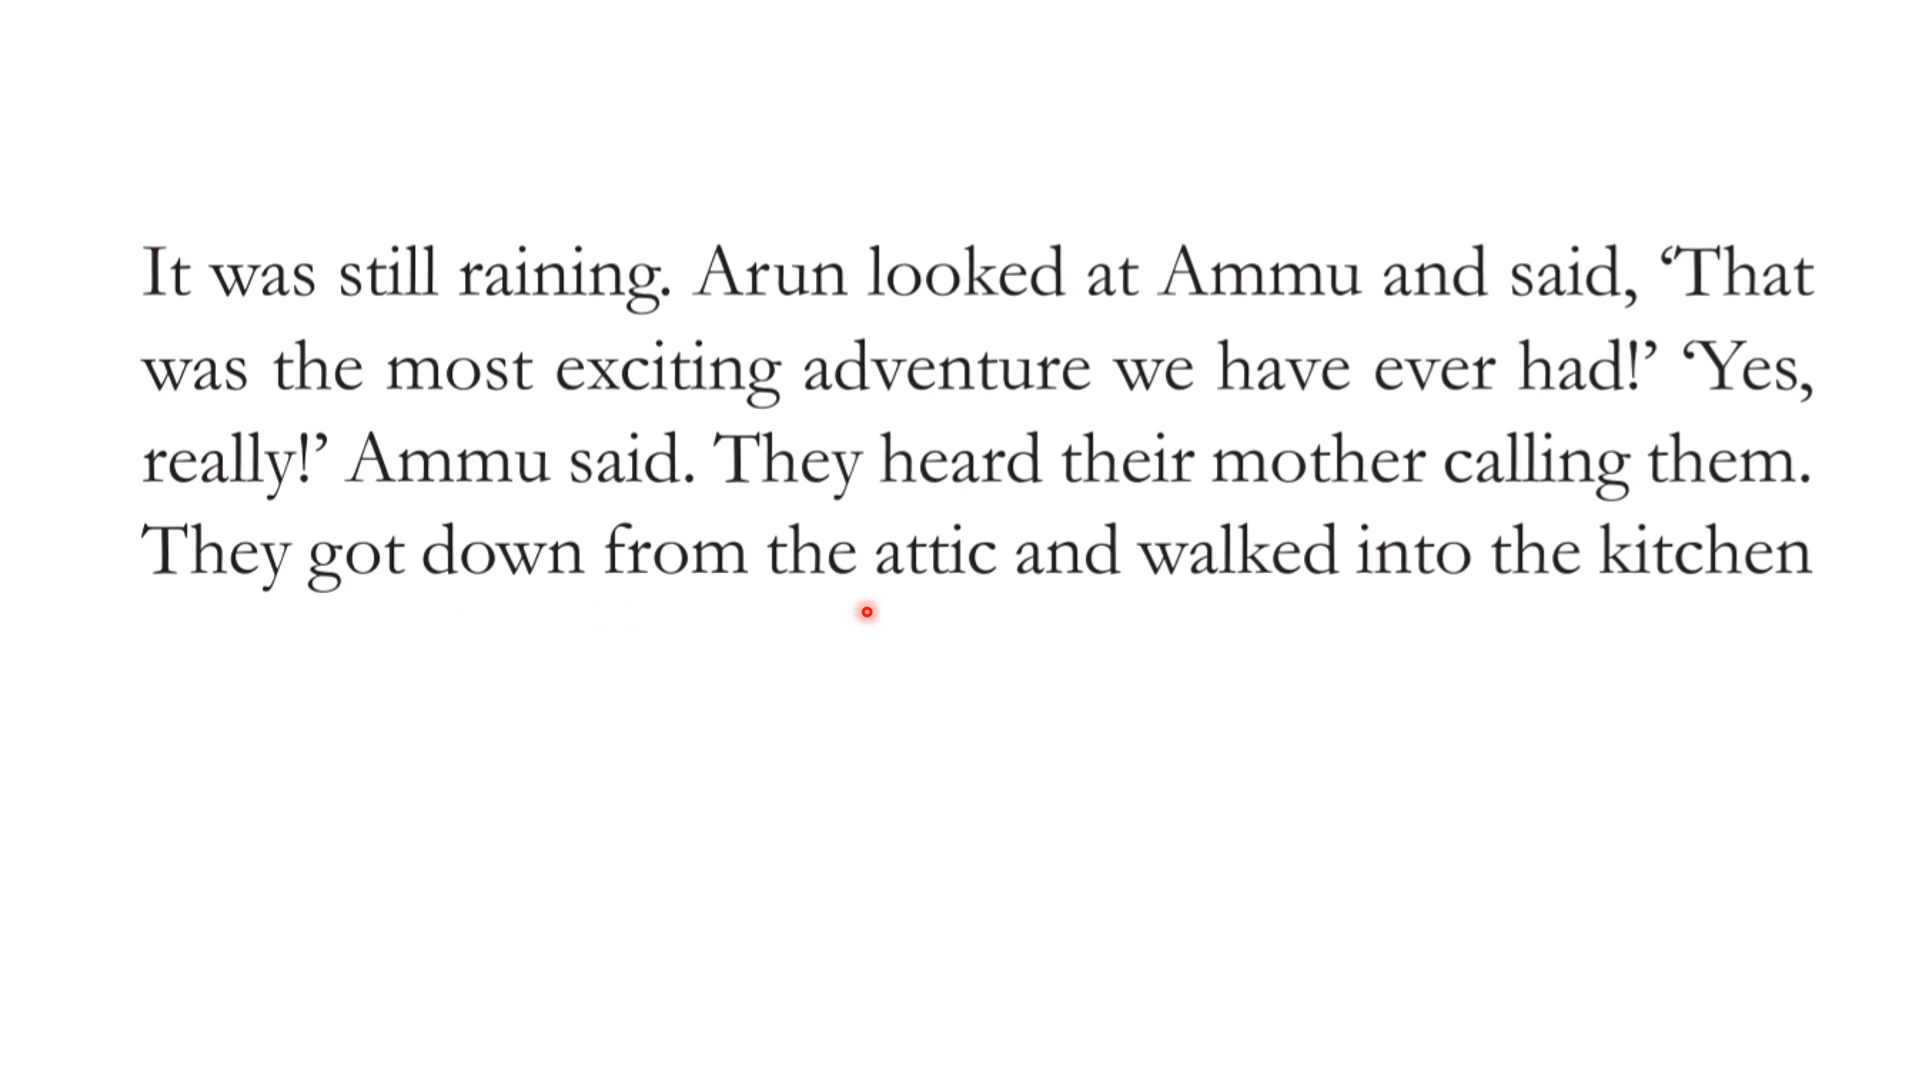 It was still raining. Arun looked at Ammu and said, ‘That
was the most exciting adventure we have ever had!’ ‘Yes,
really!’ Ammu said. They heard their mother calling them.
They got down from the attic and walked into the kitchen